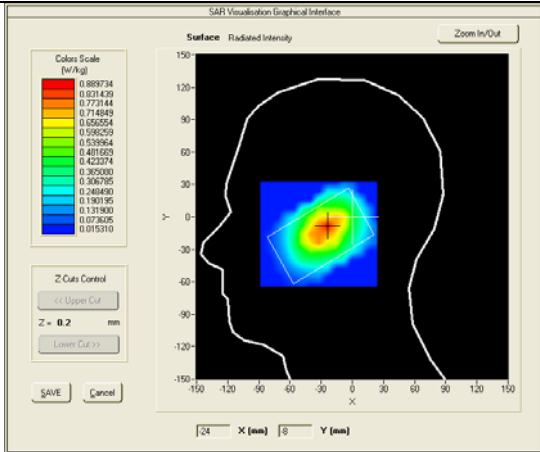 SAR Visualisation Graphical Interface
Surface Radiated Intensity
Zoom In/Out
Colors Scale
(W/kg)
0.889734
0.831439
0.773144
0.714849
0.656554
0.598259
0.539964
0.481669
0.423374
0.365080
0.306785
0.248490
0.190195
0.131900
0.073605
0.015310
Z Cuts Control
<< Upper Cut
Z = 0.2 mm
Lower Cut >>
SAVE Cancel
150
120
90
60
30
0
-30
-60
-90
-120
-150
Y
-150 -120 -90 -60 -30 0 30 60 90 120 150
X
-24 X (mm) -8 Y (mm)